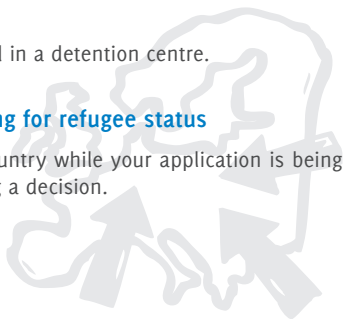 in a detention centre.
ng for refugee status
untry while your application is being
a decision.